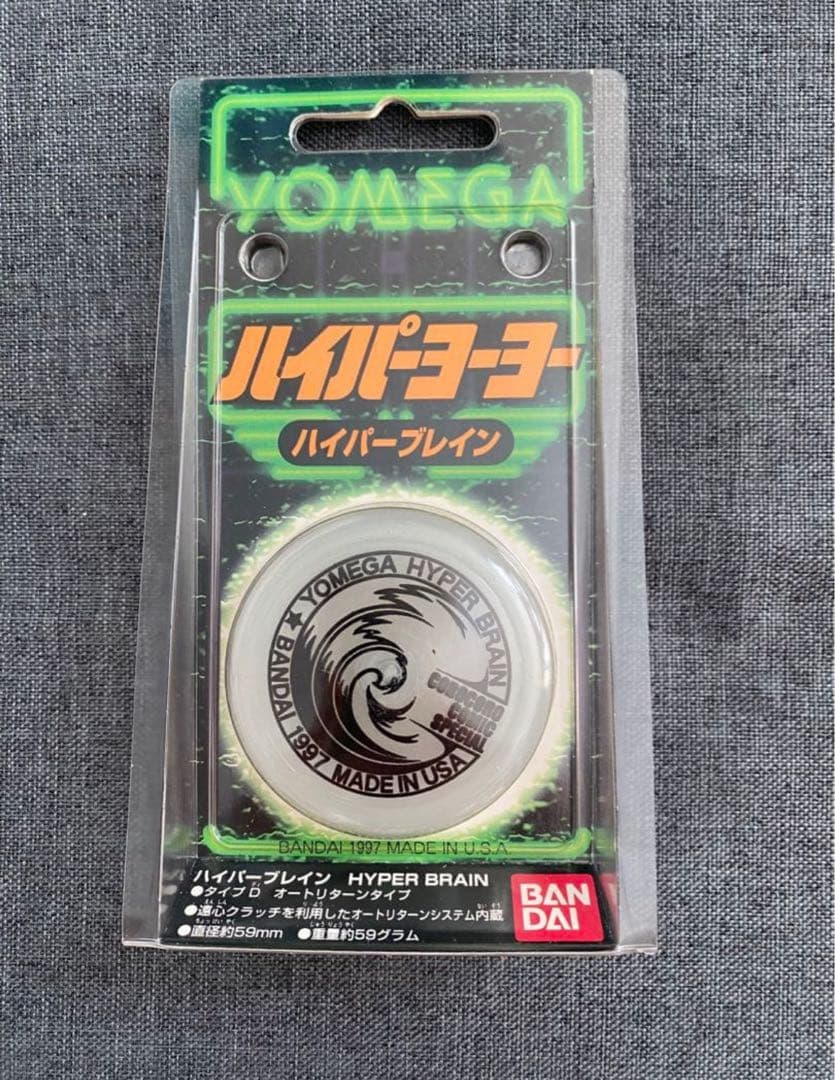 YOMEGA
ハイパーヨーヨー
ハイパーブレイン
YOMEGA HYPER BRAIN
COROCORO
COMIC
SPECIAL
★ BANDAI 1997 MADE IN USA
BANDAI 1997 MADE IN U.S.A.
ハイパーブレイン HYPER BRAIN
●タイプD オートリターンタイプ
●遠心クラッチを利用したオートリターンシステム内蔵
●直径約59mm ●重量約59グラム
BAN
DAI